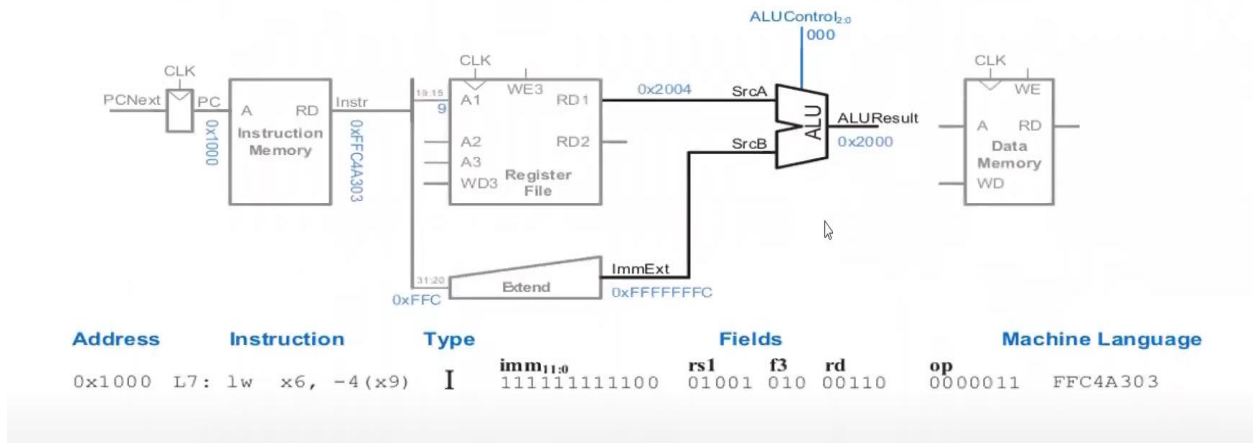 ALUControl2:0
000
CLK
PCNext
PC
0x1000
A RD
Instruction
Memory
Instr
0xFFC4A303
19:15
9
CLK
WE3
A1 RD1
A2 RD2
A3
WD3
Register
File
0x2004
SrcA
SrcB
ALU
ALUResult
0x2000
CLK
WE
A RD
Data
Memory
WD
31:20
0xFFC
Extend
ImmExt
0xFFFFFFFC
Address Instruction Type Fields Machine Language
imm11:0 rs1 f3 rd op
0x1000 L7: lw x6, -4(x9) I 111111111100 01001 010 00110 0000011 FFC4A303